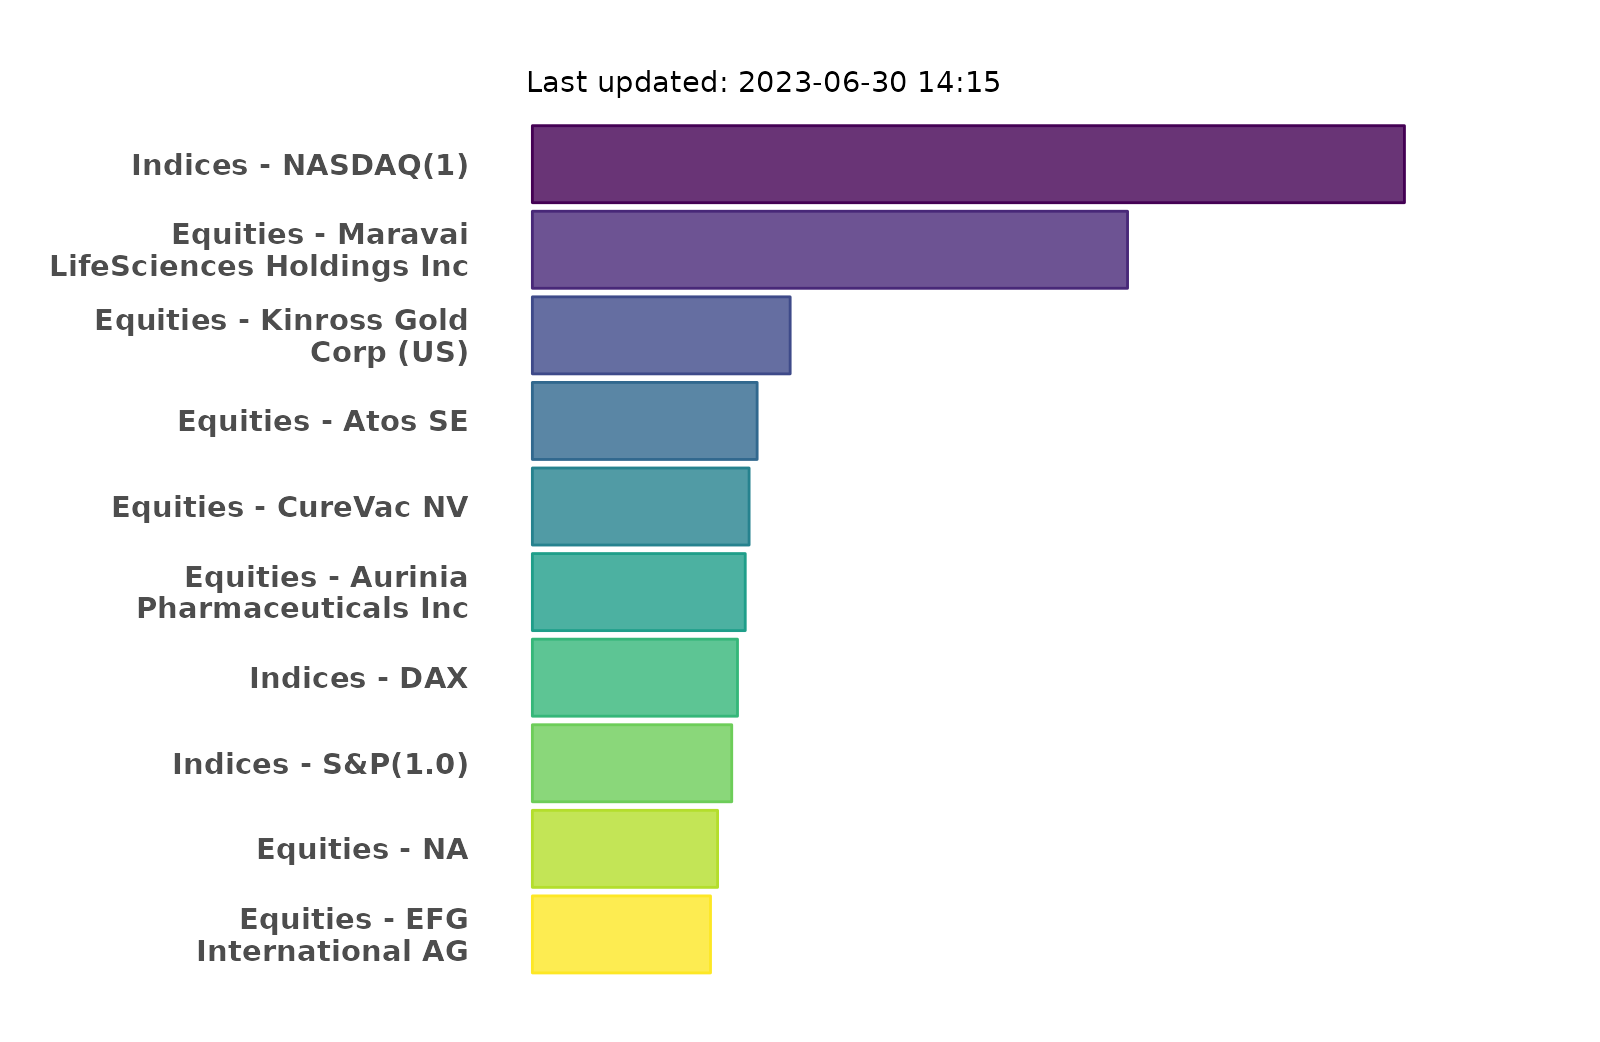 Last updated: 2023-06-30 14:15
Indices - NASDAQ(1)
Equities - Maravai
LifeSciences Holdings Inc
Equities - Kinross Gold
Corp (US)
Equities - Atos SE
Equities - CureVac NV
Equities - Aurinia
Pharmaceuticals Inc
Indices - DAX
Indices - S&P(1.0)
Equities - NA
Equities - EFG
International AG